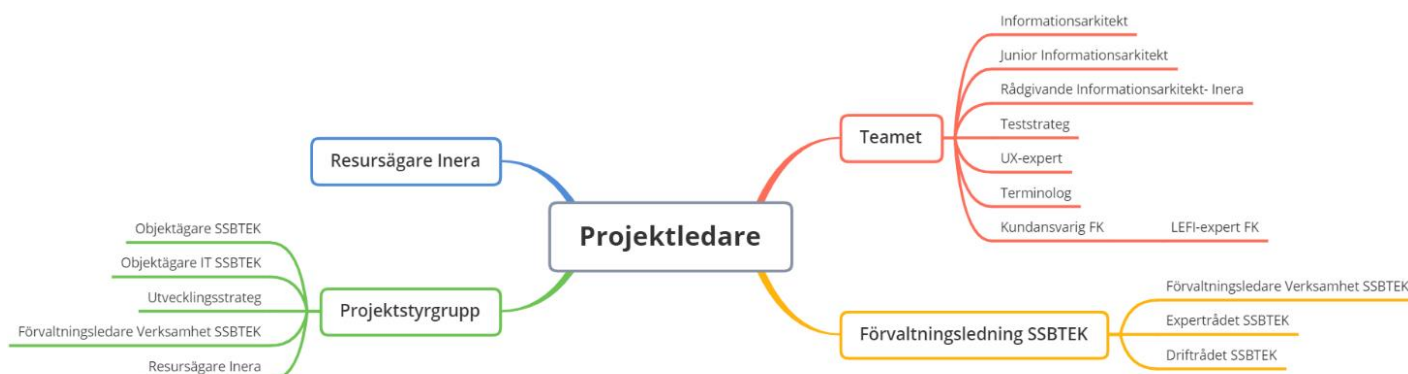 Projektledare
Resursägare Inera
Projektstyrgrupp
Objektägare SSBTEK
Objektägare IT SSBTEK
Utvecklingsstrateg
Förvaltningsledare Verksamhet SSBTEK
Resursägare Inera
Teamet
Informationsarkitekt
Junior Informationsarkitekt
Rådgivande Informationsarkitekt- Inera
Teststrateg
UX-expert
Terminolog
Kundansvarig FK
LEFI-expert FK
Förvaltningsledning SSBTEK
Förvaltningsledare Verksamhet SSBTEK
Expertrådet SSBTEK
Driftrådet SSBTEK